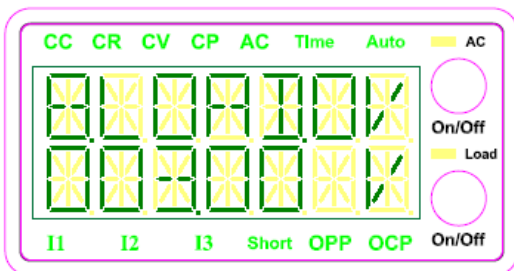 CC CR CV CP AC TIme Auto
AC
On/Off
Load
On/Off
I1 I2 I3 Short OPP OCP